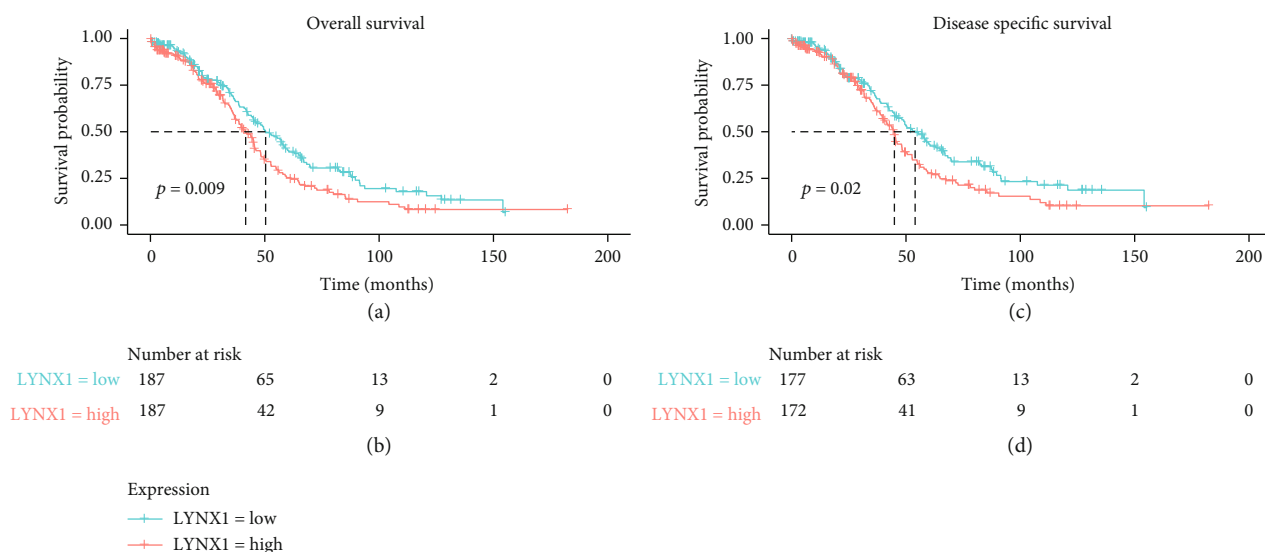 Overall survival
Survival probability
1.00
0.75
0.50
0.25
0.00
p = 0.009
0 50 100 150 200
Time (months)
(a)
Disease specific survival
Survival probability
1.00
0.75
0.50
0.25
0.00
p = 0.02
0 50 100 150 200
Time (months)
(c)
Number at risk
LYNX1 = low 187 65 13 2 0
LYNX1 = high 187 42 9 1 0
(b)
Number at risk
LYNX1 = low 177 63 13 2 0
LYNX1 = high 172 41 9 1 0
(d)
Expression
LYNX1 = low
LYNX1 = high